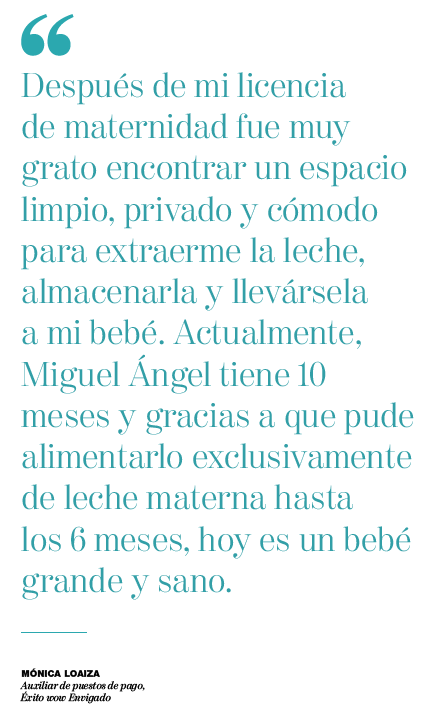 “
Después de mi licencia
de maternidad fue muy
grato encontrar un espacio
limpio, privado y cómodo
para extraerme la leche,
almacenarla y llevársela
a mi bebé. Actualmente,
Miguel Ángel tiene 10
meses y gracias a que pude
alimentarlo exclusivamente
de leche materna hasta
los 6 meses, hoy es un bebé
grande y sano.
MÓNICA LOAIZA
Auxiliar de puestos de pago,
Éxito wow Envigado